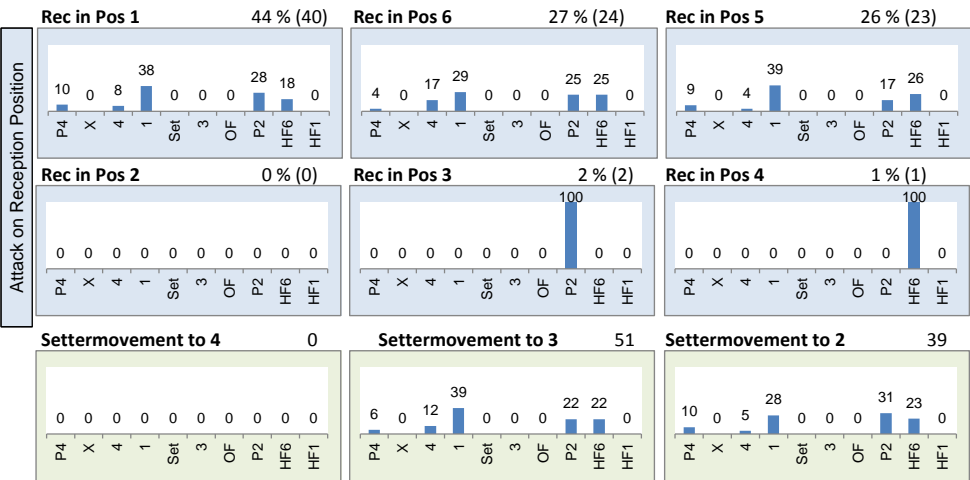 Attack on Reception Position
Rec in Pos 1 44 % (40)
10 0 8 38 0 0 0 28 18 0
P4 X 4 1 Set 3 OF P2 HF6 HF1
Rec in Pos 6 27 % (24)
4 0 17 29 0 0 0 25 25 0
P4 X 4 1 Set 3 OF P2 HF6 HF1
Rec in Pos 5 26 % (23)
9 0 4 39 0 0 0 17 26 0
P4 X 4 1 Set 3 OF P2 HF6 HF1
Rec in Pos 2 0 % (0)
0 0 0 0 0 0 0 0 0 0
P4 X 4 1 Set 3 OF P2 HF6 HF1
Rec in Pos 3 2 % (2)
0 0 0 0 0 0 0 100 0 0
P4 X 4 1 Set 3 OF P2 HF6 HF1
Rec in Pos 4 1 % (1)
0 0 0 0 0 0 0 0 100 0
P4 X 4 1 Set 3 OF P2 HF6 HF1
Settermovement to 4 0
0 0 0 0 0 0 0 0 0 0
P4 X 4 1 Set 3 OF P2 HF6 HF1
Settermovement to 3 51
6 0 12 39 0 0 0 22 22 0
P4 X 4 1 Set 3 OF P2 HF6 HF1
Settermovement to 2 39
10 0 5 28 0 0 0 31 23 0
P4 X 4 1 Set 3 OF P2 HF6 HF1